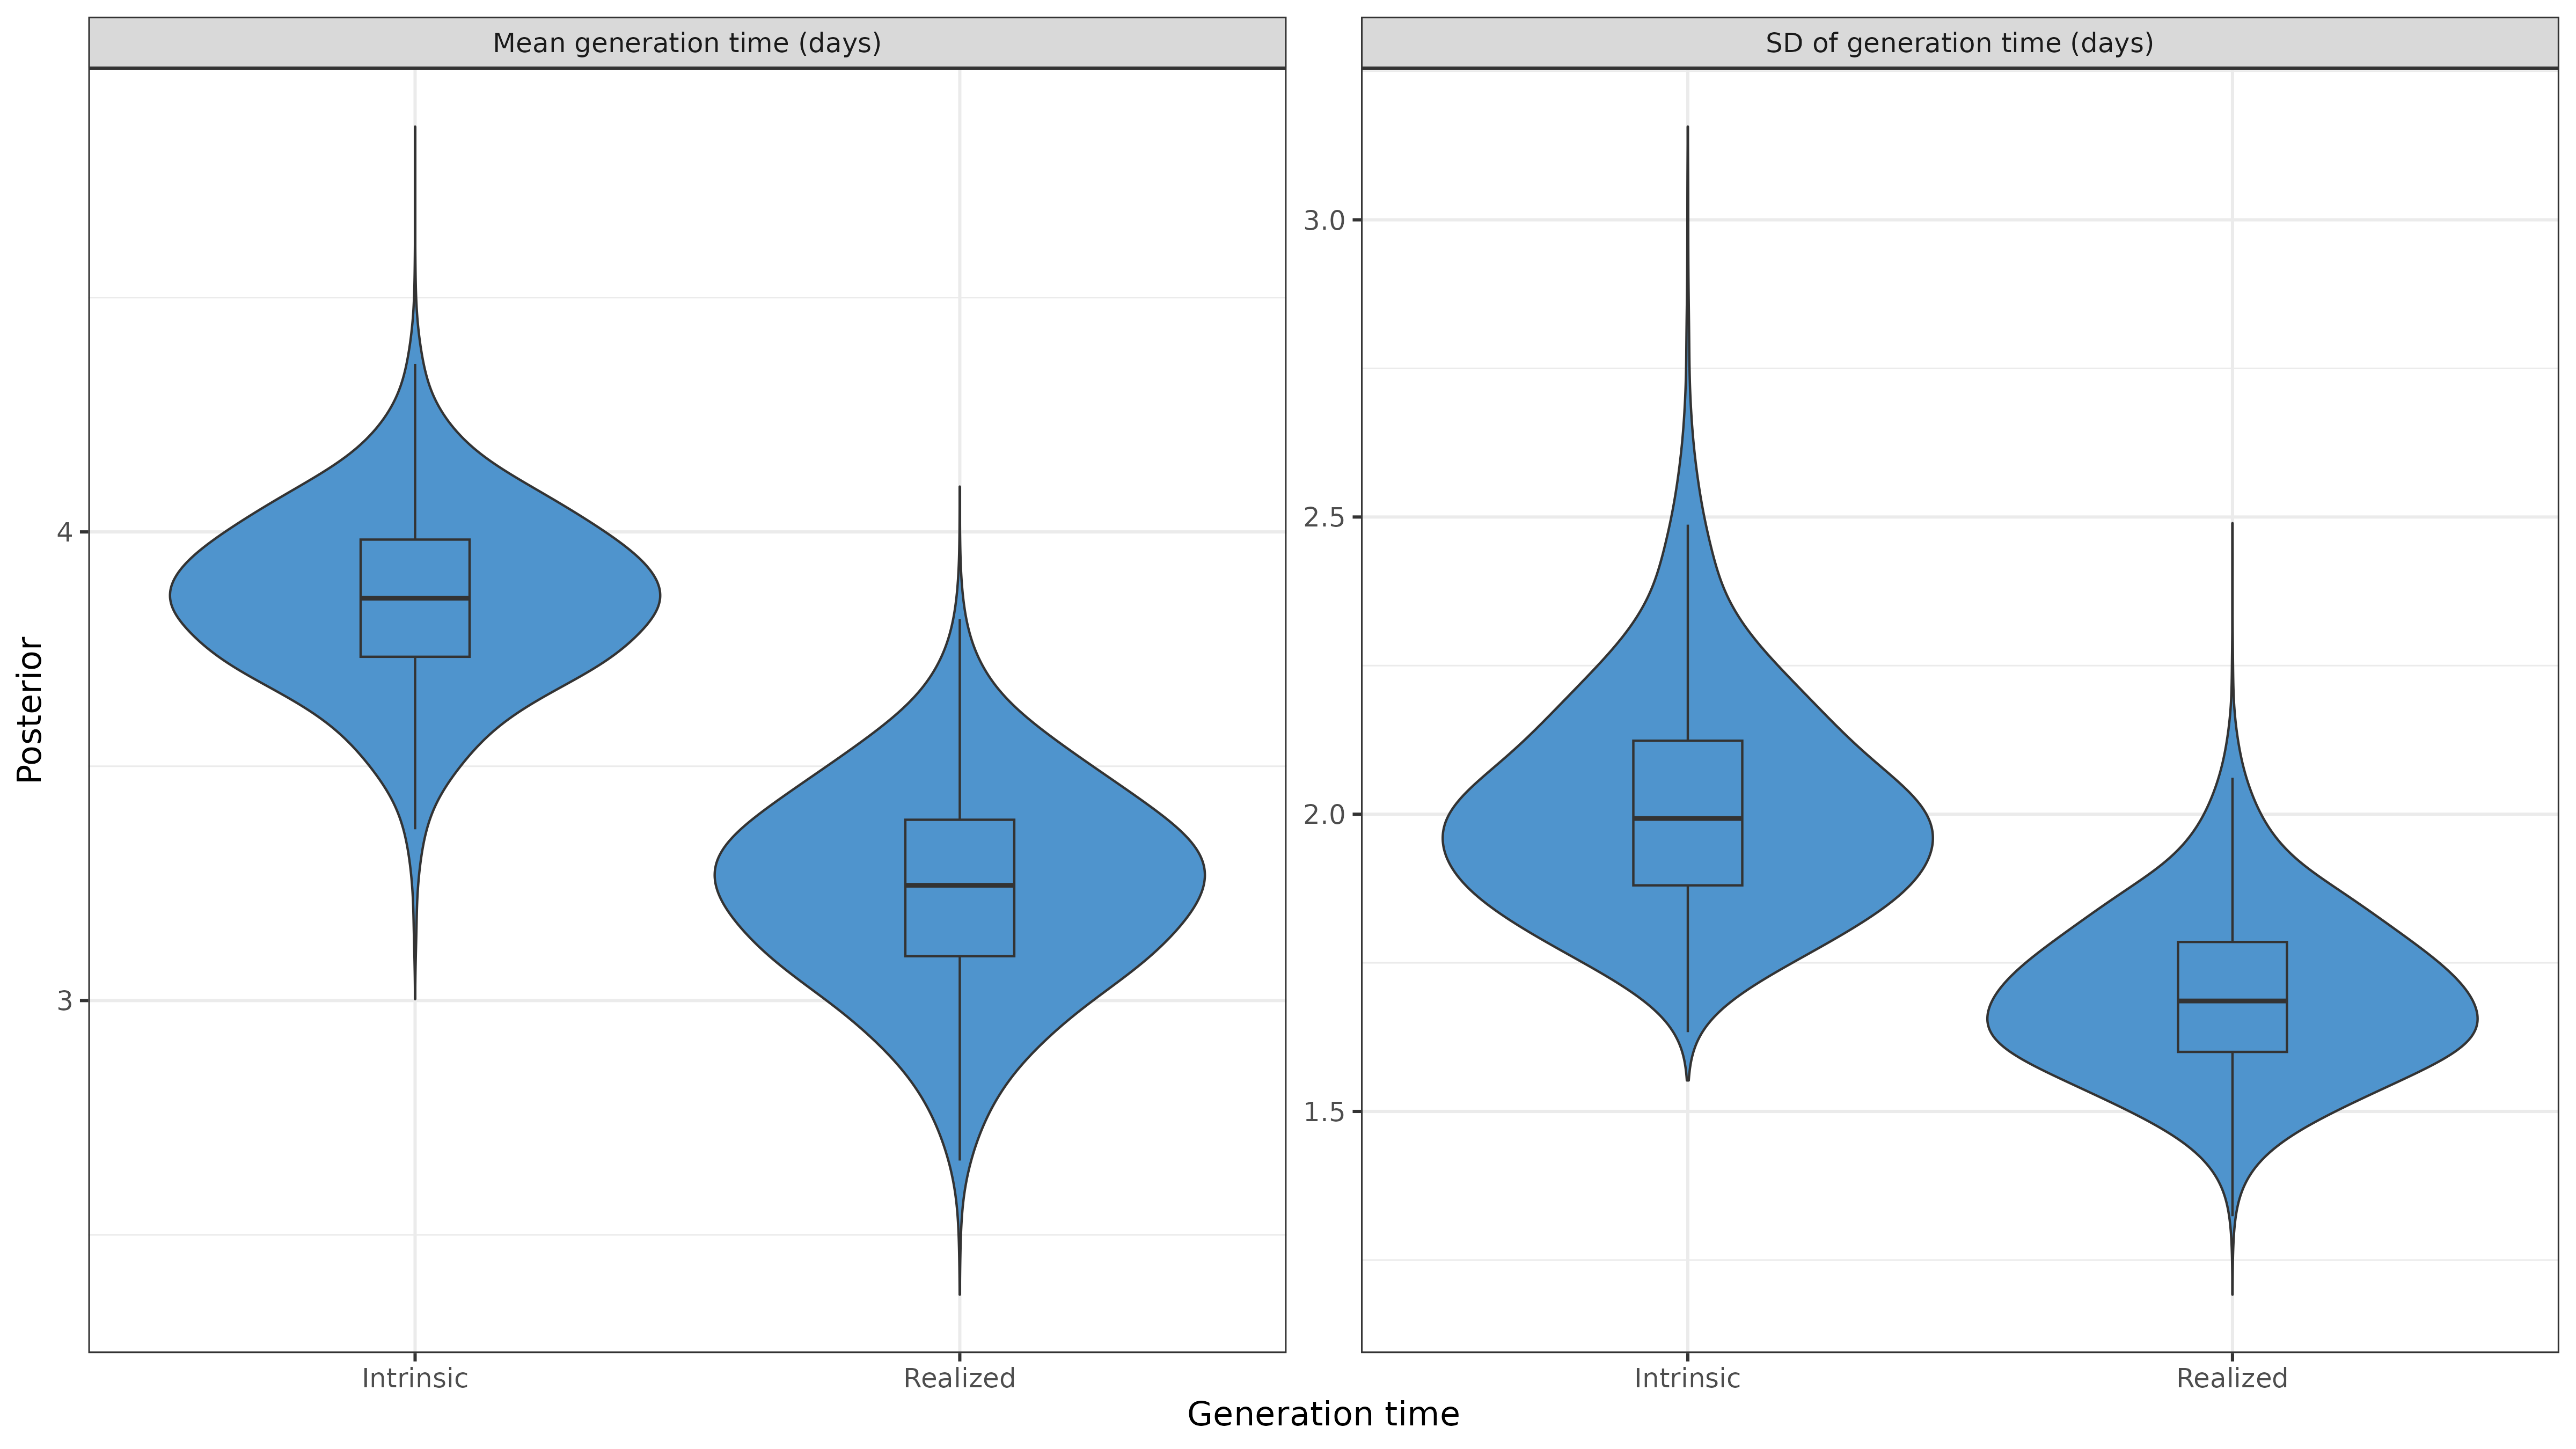 Mean generation time (days)
SD of generation time (days)
Posterior
4
3
3.0
2.5
2.0
1.5
Intrinsic
Realized
Intrinsic
Realized
Generation time